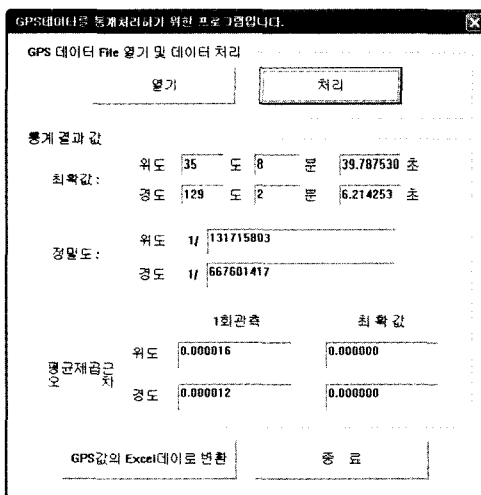 GPS데이터를 통계처리하기 위한 프로그램입니다.
GPS 데이터 File 열기 및 데이터 처리
열기 처리
통계 결과 값
최확값 : 위도 35 도 8 분 39.787530 초
경도 129 도 2 분 6.214253 초
정밀도 : 위도 1/ 131715803
경도 1/ 667601417
1회관측 최 확 값
평균제곱근 오 차 위도 0.000016 0.000000
경도 0.000012 0.000000
GPS값의 Excel데이로 변환 종 료